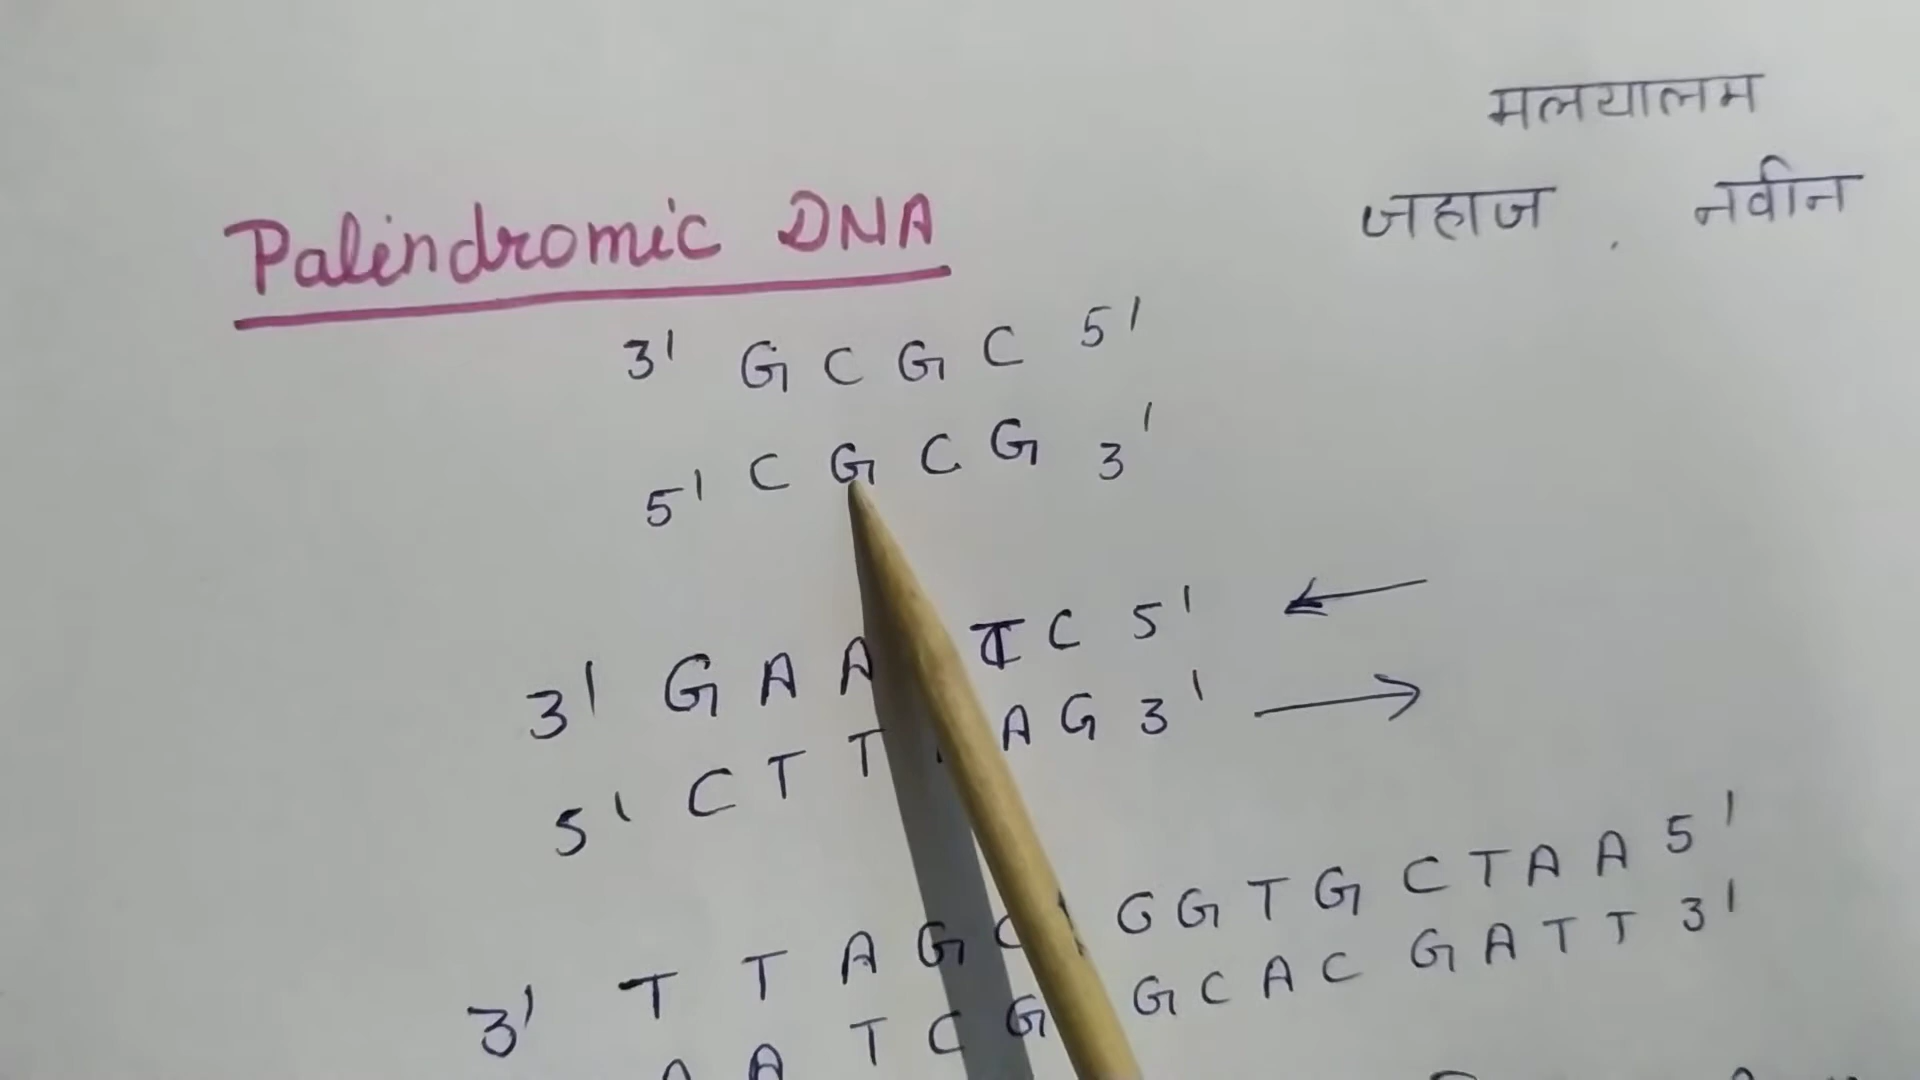 मलयालम
जहाज , नवीन
Palindromic DNA
3' G C G C 5'
5' C G C G 3'
3' G A A T C 5'
5' C T T A G 3'
3' T T A G C G G T G C T A A 5'
A A T C G G C A C G A T T 3'